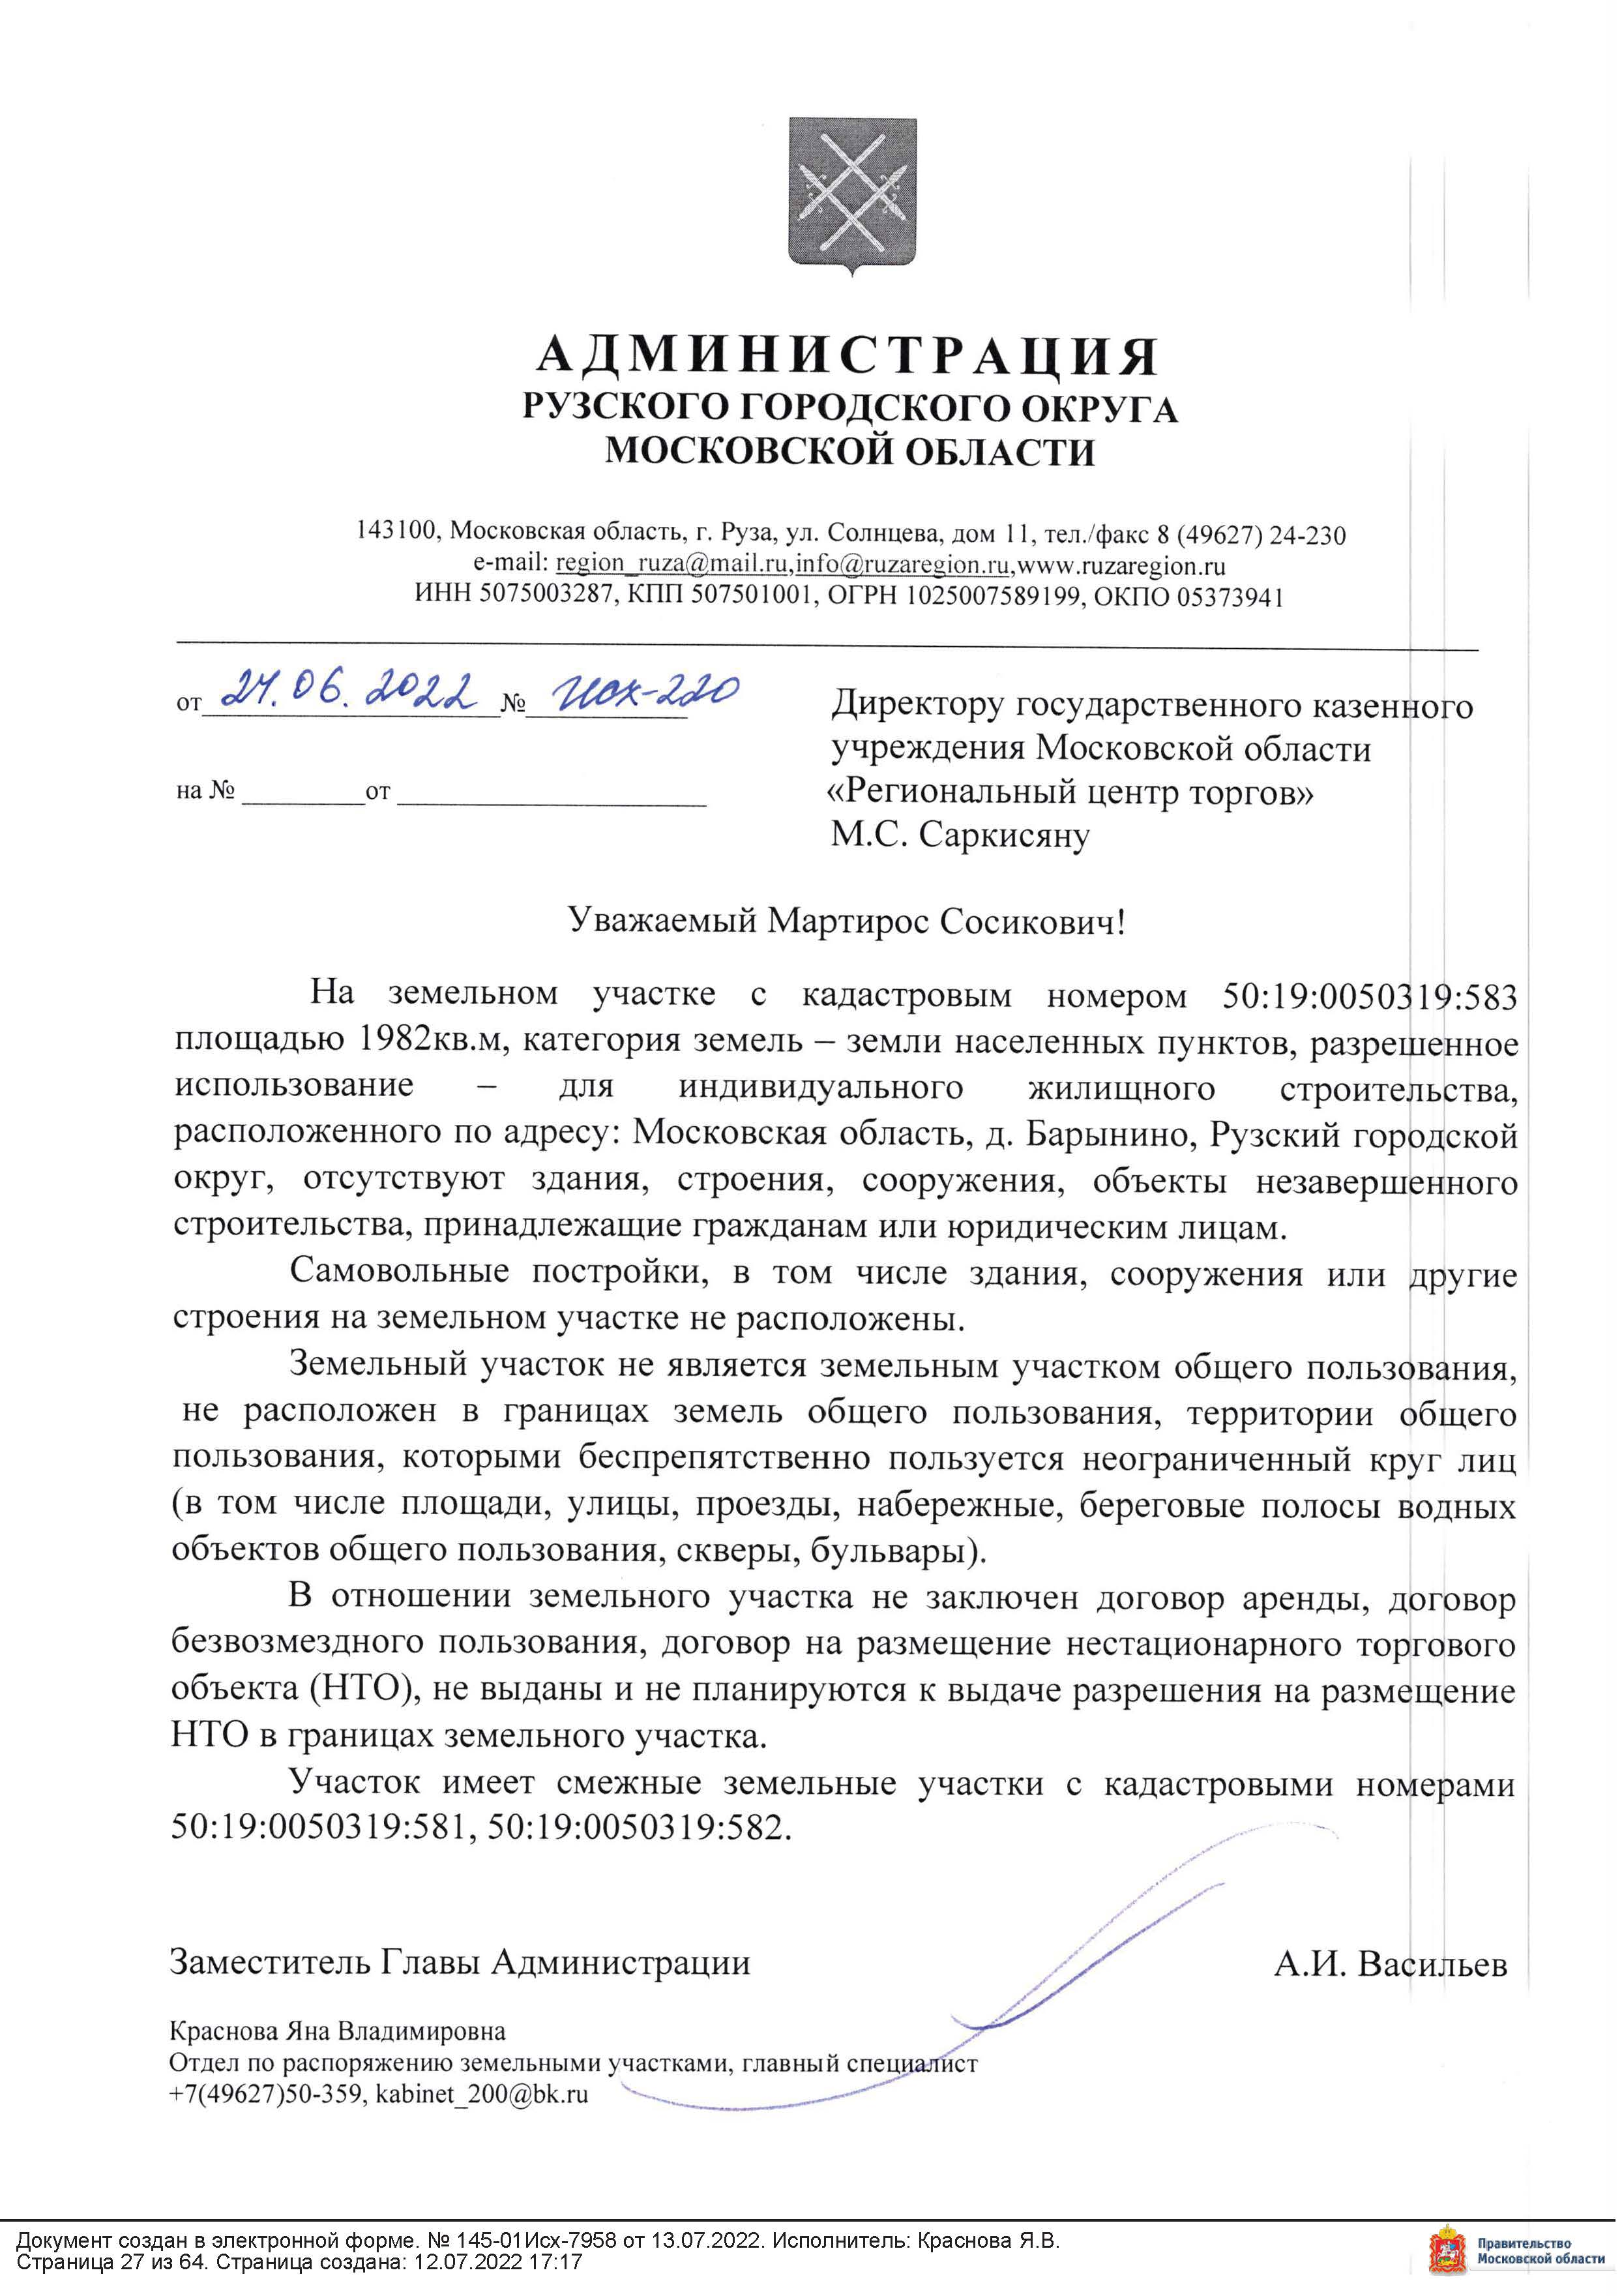 АДМИНИСТРАЦИЯ
РУЗСКОГО ГОРОДСКОГО ОКРУГА
МОСКОВСКОЙ ОБЛАСТИ
143100, Московская область, г. Руза, ул. Солнцева, дом 11, тел./факс 8 (49627) 24-230
e-mail: region_ruza@mail.ru,info@ruzaregion.ru,www.ruzaregion.ru
ИНН 5075003287, КПП 507501001, ОГРН 1025007589199, ОКПО 05373941
от 24.06.2022 № Исх-220
на № от
Директору государственного казенного
учреждения Московской области
«Региональный центр торгов»
М.С. Саркисяну
Уважаемый Мартирос Сосикович!
На земельном участке с кадастровым номером 50:19:0050319:583
площадью 1982кв.м, категория земель – земли населенных пунктов, разрешенное
использование – для индивидуального жилищного строительства,
расположенного по адресу: Московская область, д. Барынино, Рузский городской
округ, отсутствуют здания, строения, сооружения, объекты незавершенного
строительства, принадлежащие гражданам или юридическим лицам.
Самовольные постройки, в том числе здания, сооружения или другие
строения на земельном участке не расположены.
Земельный участок не является земельным участком общего пользования,
не расположен в границах земель общего пользования, территории общего
пользования, которыми беспрепятственно пользуется неограниченный круг лиц
(в том числе площади, улицы, проезды, набережные, береговые полосы водных
объектов общего пользования, скверы, бульвары).
В отношении земельного участка не заключен договор аренды, договор
безвозмездного пользования, договор на размещение нестационарного торгового
объекта (НТО), не выданы и не планируются к выдаче разрешения на размещение
НТО в границах земельного участка.
Участок имеет смежные земельные участки с кадастровыми номерами
50:19:0050319:581, 50:19:0050319:582.
Заместитель Главы Администрации А.И. Васильев
Краснова Яна Владимировна
Отдел по распоряжению земельными участками, главный специалист
+7(49627)50-359, kabinet_200@bk.ru
Документ создан в электронной форме. № 145-01Исх-7958 от 13.07.2022. Исполнитель: Краснова Я.В.
Страница 27 из 64. Страница создана: 12.07.2022 17:17
Правительство
Московской области